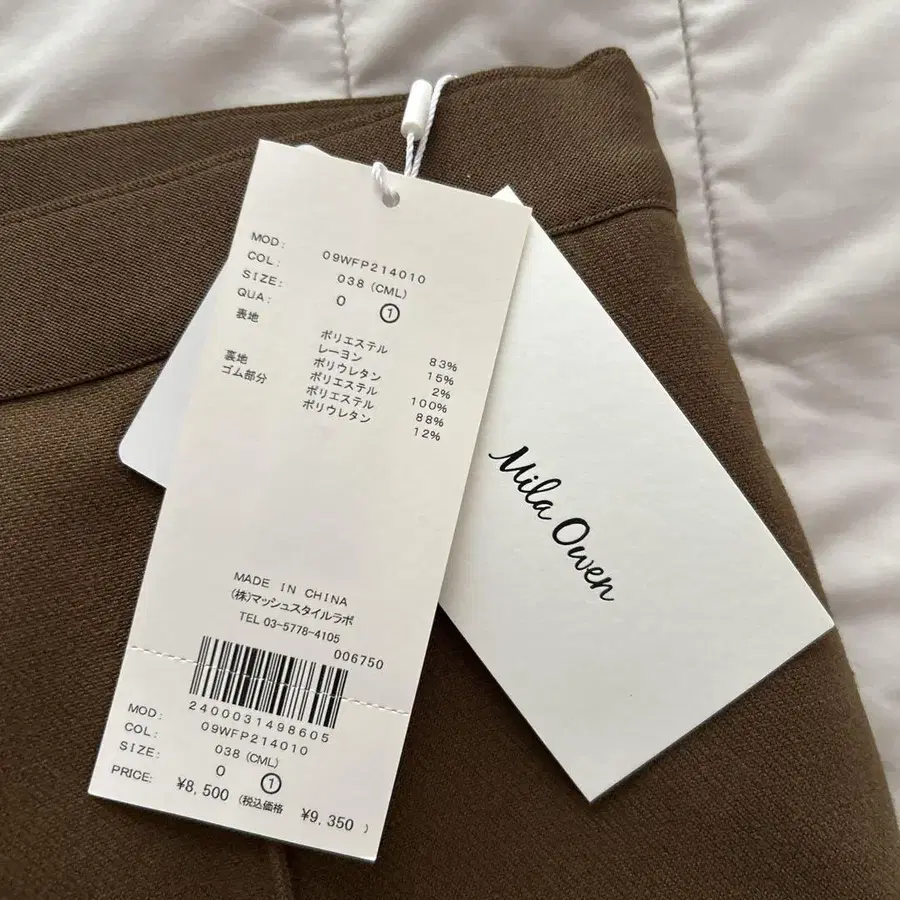 MOD: 09WFP214010
COL: 038 (CML)
SIZE: 0 ①
QUA:
表地 ポリエステル 83%
レーヨン 15%
ポリウレタン 2%
裏地 ポリエステル 100%
ゴム部分 ポリエステル 88%
ポリウレタン 12%
MADE IN CHINA
(株)マッシュスタイルラボ
TEL 03-5778-4105
006750
2400031498605
MOD: 09WFP214010
COL: 038 (CML)
SIZE: 0 ①
PRICE: ¥8,500 (税込価格 ¥9,350 )
Mila Owen